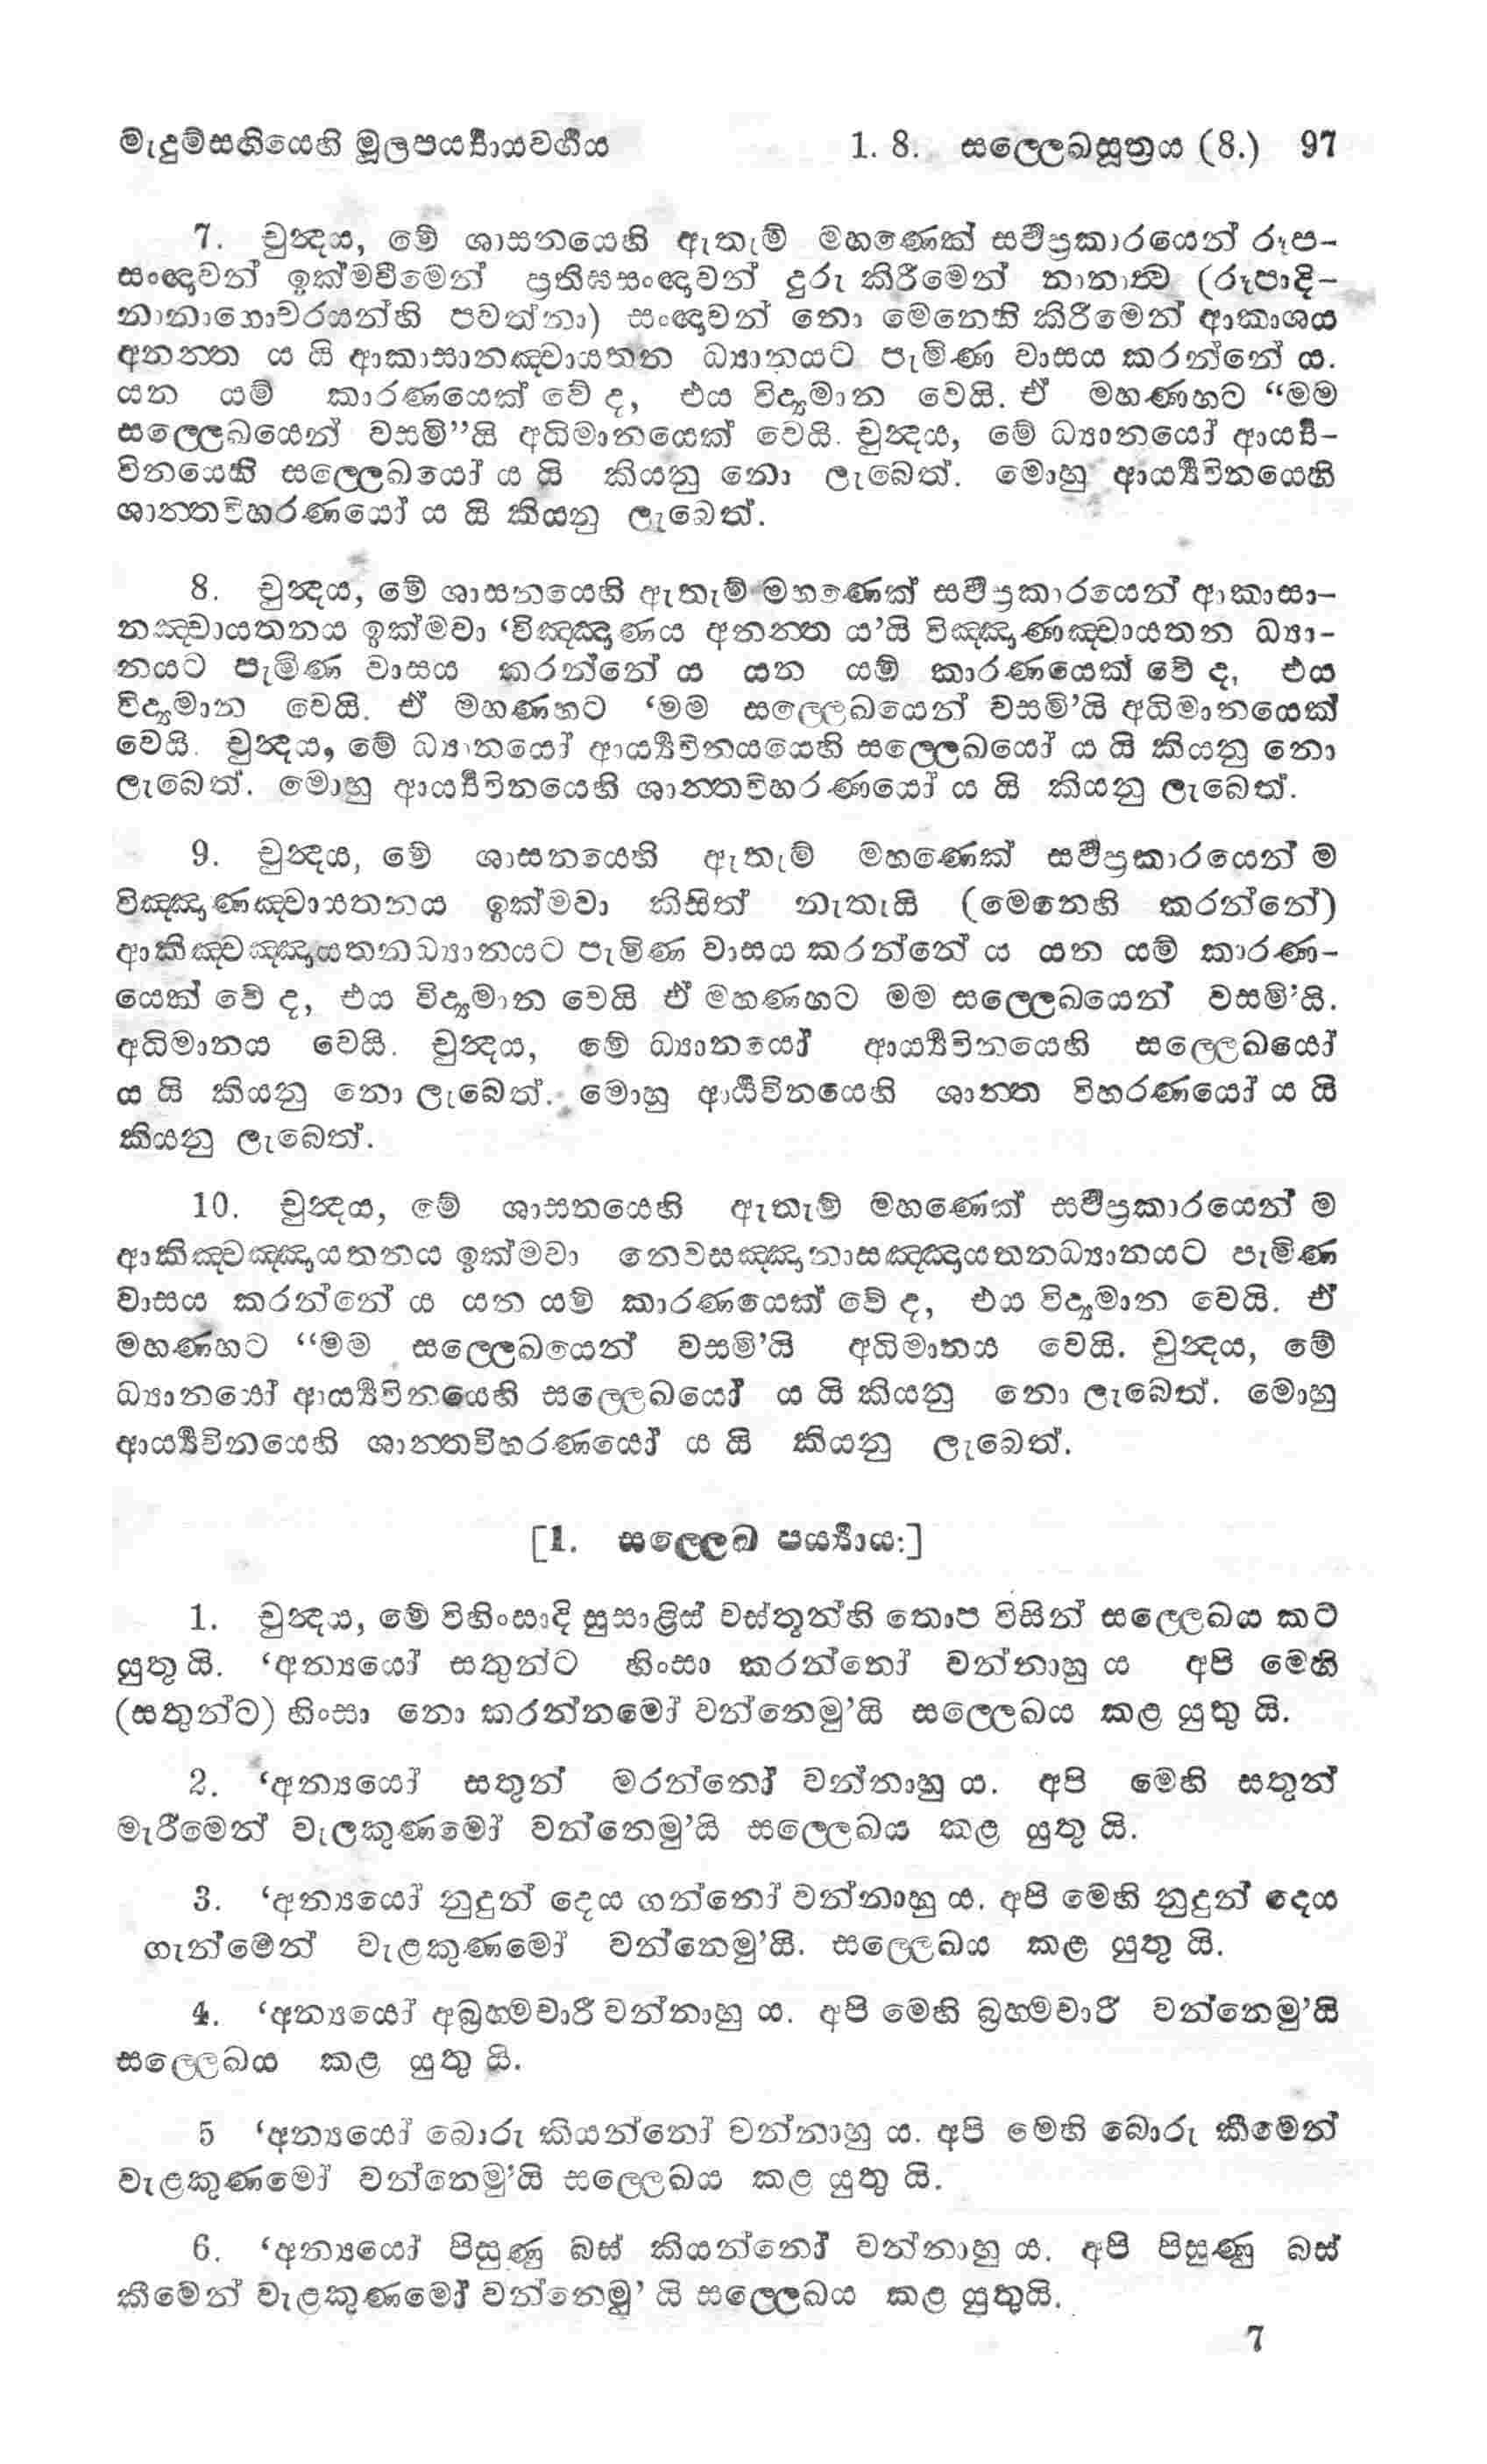 මැදුම්සඟියෙහි මූලපර්‍ය්‍යායවර්‍ගය 1. 8. සල්ලෙඛසූත්‍රය (8.) 97
7. චුන්‍දය, මේ ශාසනයෙහි ඇතැම් මහණෙක් සර්‍වප්‍රකාරයෙන් රූප-
සංඥාවන් ඉක්මවීමෙන් ප්‍රතිඝසංඥාවන් දුරු කිරීමෙන් නානාත්‍ව (රූපාදි-
නානාගොචරයන්හි පවත්නා) සංඥාවන් නො මෙනෙහි කිරීමෙන් ආකාශය
අනන්‍ත ය යි ආකාසානඤ්චායතන ධ්‍යානයට පැමිණ වාසය කරන්නේ ය.
යන යම් කාරණයෙක් වේ ද, එය විද්‍යමාන වෙයි. ඒ මහණහට “මම
සල්ලෙඛයෙන් වසමි”යි අධිමානයෙක් වෙයි. චුන්‍දය, මේ ධ්‍යානයෝ ආර්‍ය්‍ය-
විනයෙහි සල්ලෙඛයෝ ය යි කියනු නො ලැබෙත්. මොහු ආර්‍ය්‍යවිනයෙහි
ශාන්‍තවිහරණයෝ ය යි කියනු ලැබෙත්.
8. චුන්‍දය, මේ ශාසනයෙහි ඇතැම් මහණෙක් සර්‍වප්‍රකාරයෙන් ආකාසා-
නඤ්චායතනය ඉක්මවා ‘විඤ්ඤාණය අනන්‍ත ය’යි විඤ්ඤාණඤ්චායතන ධ්‍යා-
නයට පැමිණ වාසය කරන්නේ ය යන යම් කාරණයෙක් වේ ද, එය
විද්‍යමාන වෙයි. ඒ මහණහට ‘මම සල්ලෙඛයෙන් වසමි’යි අධිමානයෙක්
වෙයි. චුන්‍දය, මේ ධ්‍යානයෝ ආර්‍ය්‍යවිනයයෙහි සල්ලෙඛයෝ ය යි කියනු නො
ලැබෙත්. මොහු ආර්‍ය්‍යවිනයෙහි ශාන්‍තවිහරණයෝ ය යි කියනු ලැබෙත්.
9. චුන්‍දය, මේ ශාසනයෙහි ඇතැම් මහණෙක් සර්‍වප්‍රකාරයෙන් ම
විඤ්ඤාණඤ්චායතනය ඉක්මවා කිසිත් නැතැයි (මෙනෙහි කරන්නේ)
ආකිඤ්චඤ්ඤායතනධ්‍යානයට පැමිණ වාසය කරන්නේ ය යන යම් කාරණ-
යෙක් වේ ද, එය විද්‍යමාන වෙයි ඒ මහණහට මම සල්ලෙඛයෙන් වසමි’යි.
අධිමානය වෙයි. චුන්‍දය, මේ ධ්‍යානයෝ ආර්‍ය්‍යවිනයෙහි සල්ලෙඛයෝ
ය යි කියනු නො ලැබෙත්. මොහු ආර්‍යවිනයෙහි ශාන්‍ත විහරණයෝ ය යි
කියනු ලැබෙත්.
10. චුන්‍දය, මේ ශාසනයෙහි ඇතැම් මහණෙක් සර්‍වප්‍රකාරයෙන් ම
ආකිඤ්චඤ්ඤායතනය ඉක්මවා නෙවසඤ්ඤානාසඤ්ඤායතනධ්‍යානයට පැමිණ
වාසය කරන්නේ ය යන යම් කාරණයෙක් වේ ද, එය විද්‍යමාන වෙයි. ඒ
මහණහට “මම සල්ලෙඛයෙන් වසමි’යි අධිමානය වෙයි. චුන්‍දය, මේ
ධ්‍යානයෝ ආර්‍ය්‍යවිනයෙහි සල්ලෙඛයෝ ය යි කියනු නො ලැබෙත්. මොහු
ආර්‍ය්‍යවිනයෙහි ශාන්‍තවිහරණයෝ ය යි කියනු ලැබෙත්.
[1. සල්ලෙඛ පර්‍ය්‍යායඃ]
1. චුන්‍දය, මේ විහිංසාදි සුසාළිස් වස්තූන්හි තොප විසින් සල්ලෙඛය කට
යුතු යි. ‘අන්‍යයෝ සතුන්ට හිංසා කරන්නෝ වන්නාහු ය අපි මෙහි
(සතුන්ට) හිංසා නො කරන්නමෝ වන්නෙමු’යි සල්ලෙඛය කළ යුතු යි.
2. ‘අන්‍යයෝ සතුන් මරන්නෝ වන්නාහු ය. අපි මෙහි සතුන්
මැරීමෙන් වැලකුණමෝ වන්නෙමු’යි සල්ලෙඛය කළ යුතු යි.
3. ‘අන්‍යයෝ නුදුන් දෙය ගන්නෝ වන්නාහු ය. අපි මෙහි නුදුන් දෙය
ගැන්මෙන් වැළකුණමෝ වන්නෙමු’යි. සල්ලෙඛය කළ යුතු යි.
4. ‘අන්‍යයෝ අබ්‍රහ්මචාරී වන්නාහු ය. අපි මෙහි බ්‍රහ්මචාරී වන්නෙමු’යි
සල්ලෙඛය කළ යුතු යි.
5 ‘අන්‍යයෝ බොරු කියන්නෝ වන්නාහු ය. අපි මෙහි බොරු කීමෙන්
වැළකුණමෝ වන්නෙමු’යි සල්ලෙඛය කළ යුතු යි.
6. ‘අන්‍යයෝ පිසුණු බස් කියන්නෝ වන්නාහු ය. අපි පිසුණු බස්
කීමෙන් වැළකුණමෝ වන්නෙමු’ යි සල්ලෙඛය කළ යුතුයි.
7